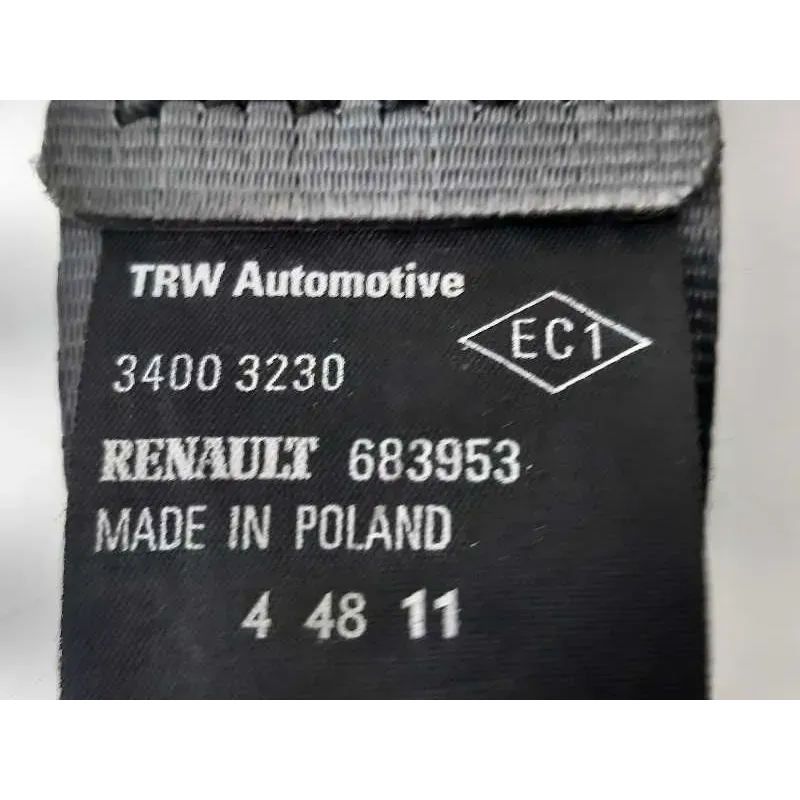 TRW Automotive
EC1
3400 3230
RENAULT 683953
MADE IN POLAND
4 48 11